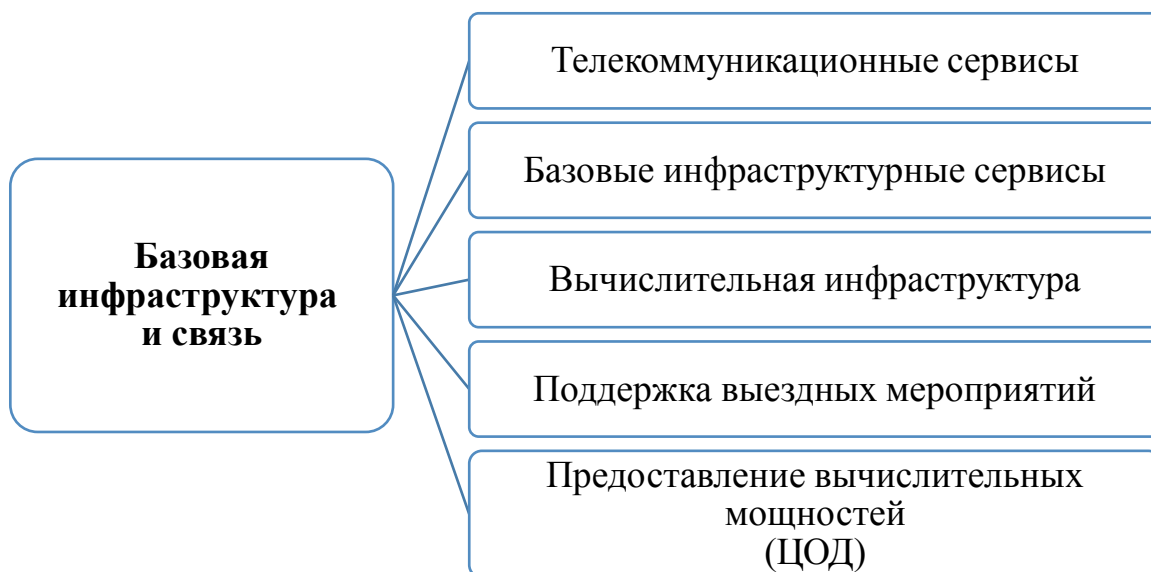 Базовая
инфраструктура
и связь
Телекоммуникационные сервисы
Базовые инфраструктурные сервисы
Вычислительная инфраструктура
Поддержка выездных мероприятий
Предоставление вычислительных
мощностей
(ЦОД)